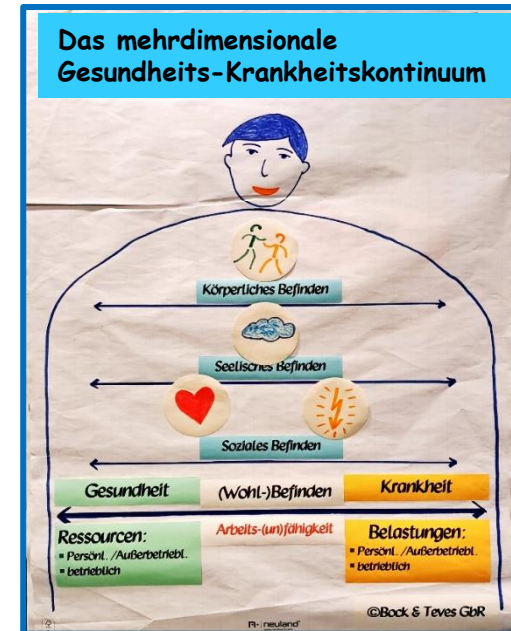 Das mehrdimensionale
Gesundheits-Krankheitskontinuum
Körperliches Befinden
Seelisches Befinden
Soziales Befinden
Gesundheit
(Wohl-)Befinden
Krankheit
Ressourcen:
▪ Persönl. /Außerbetriebl.
▪ betrieblich
Arbeits-(un)fähigkeit
Belastungen:
▪ Persönl. /Außerbetriebl.
▪ betrieblich
©Bock & Teves GbR
neuland